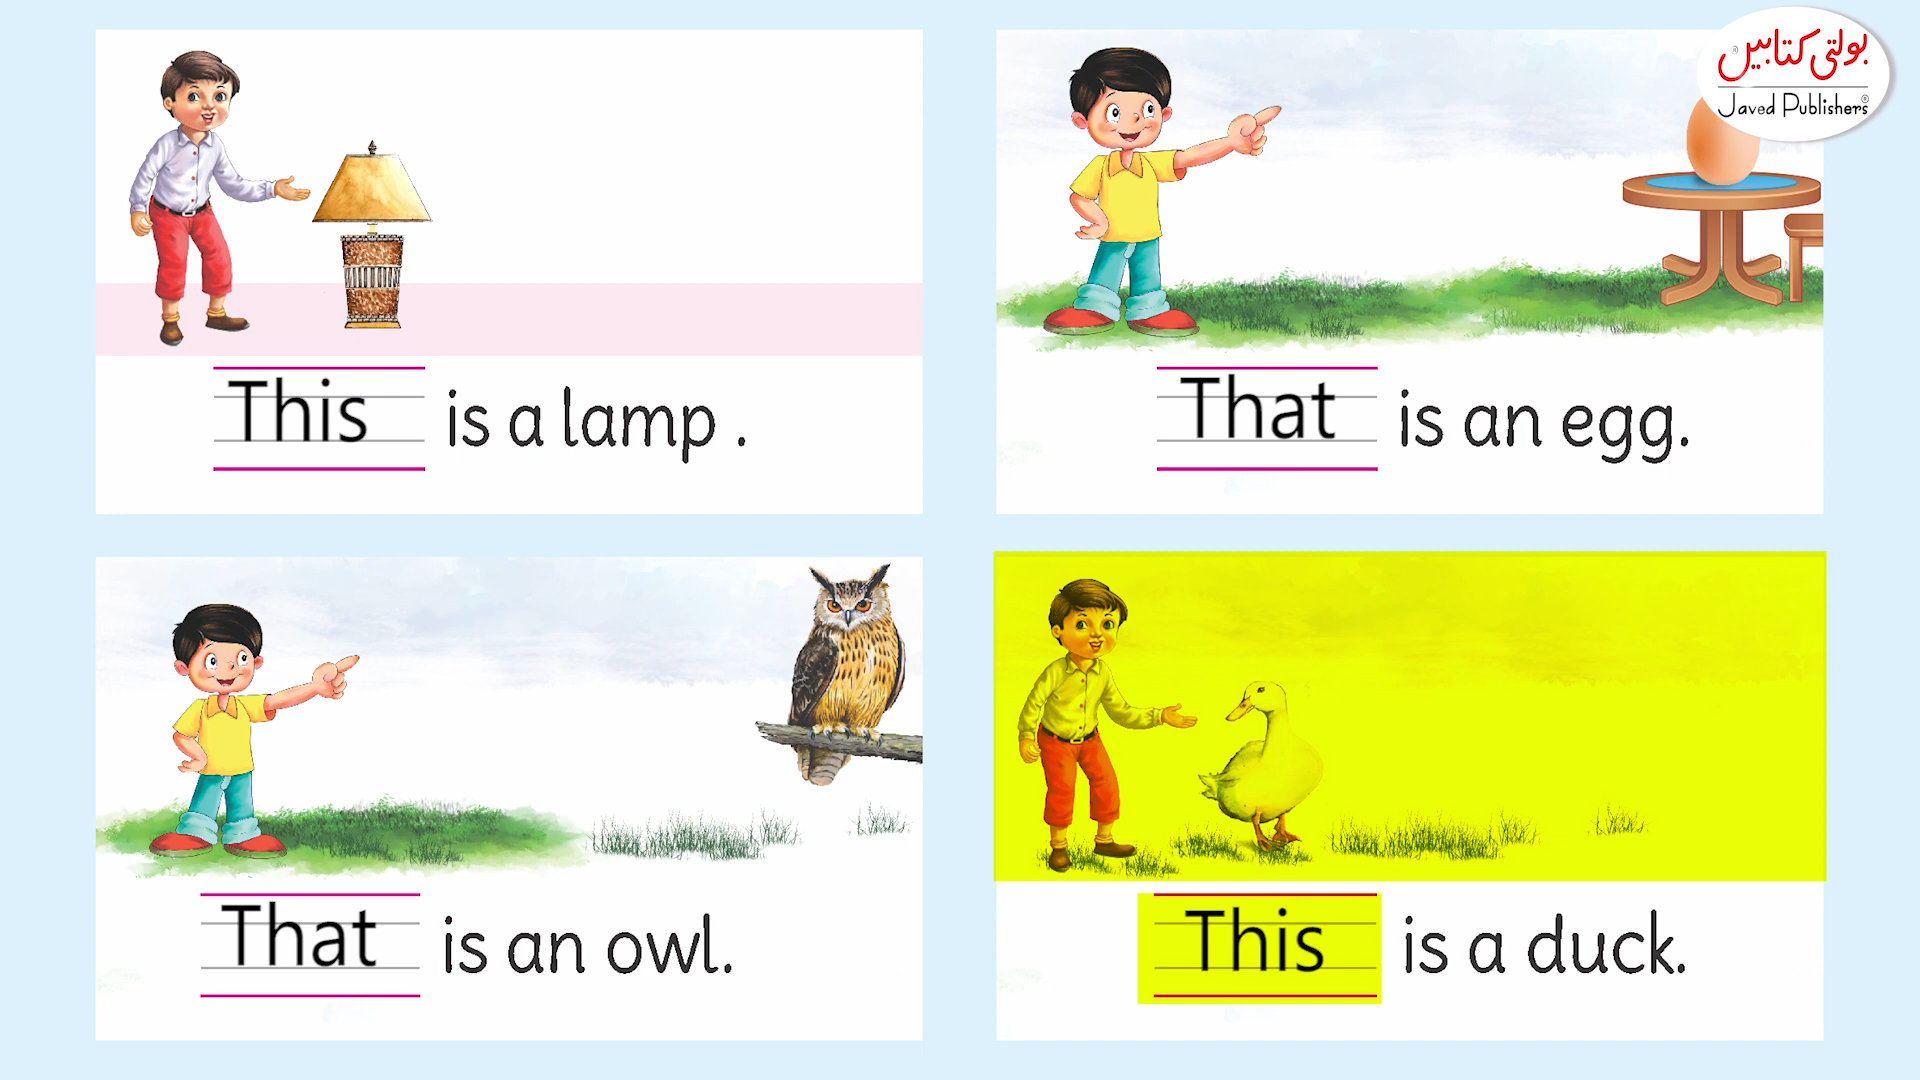 بولتی کتابیں
Javed Publishers®
This is a lamp .
That is an egg.
That is an owl.
This is a duck.